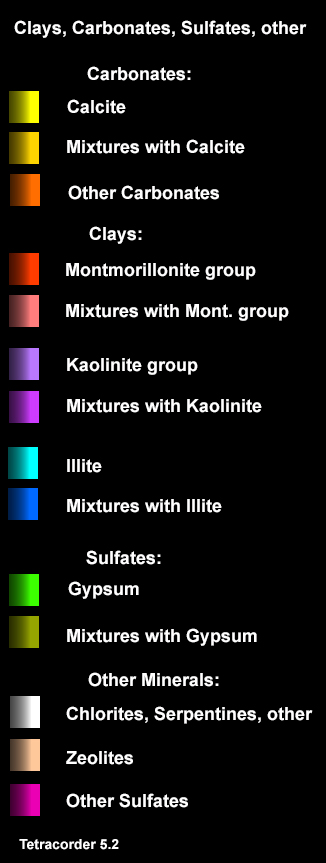 Clays, Carbonates, Sulfates, other
Carbonates:
Calcite
Mixtures with Calcite
Other Carbonates
Clays:
Montmorillonite group
Mixtures with Mont. group
Kaolinite group
Mixtures with Kaolinite
Illite
Mixtures with Illite
Sulfates:
Gypsum
Mixtures with Gypsum
Other Minerals:
Chlorites, Serpentines, other
Zeolites
Other Sulfates
Tetracorder 5.2